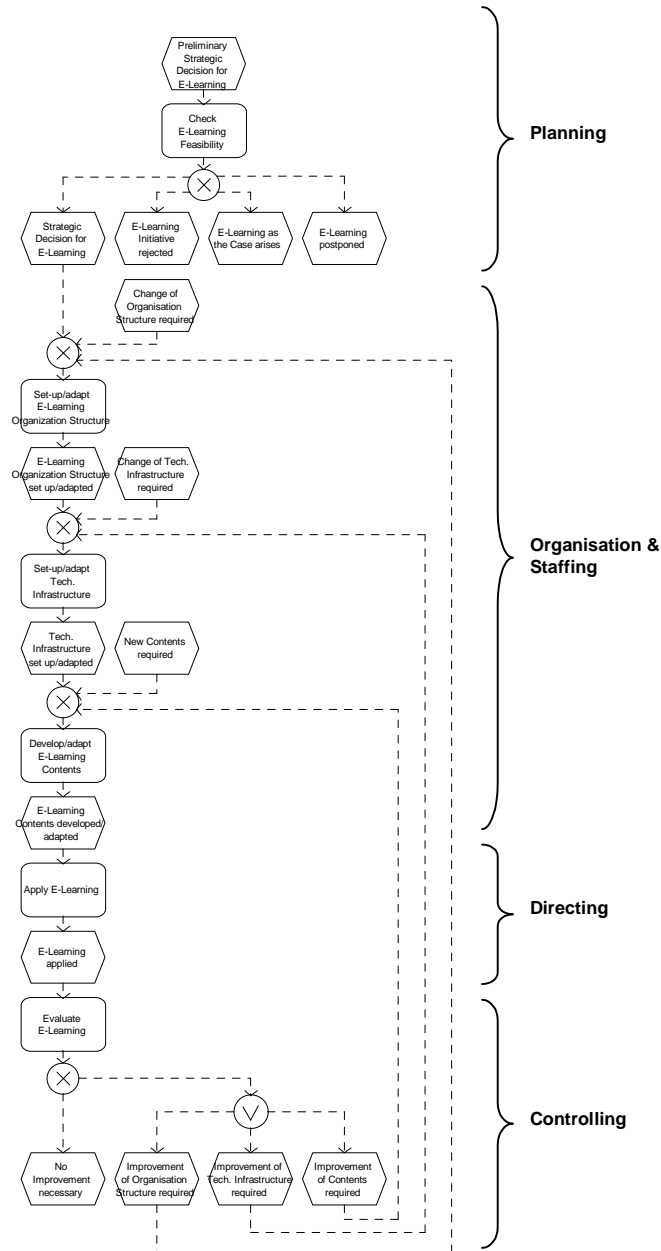 Preliminary
Strategic
Decision for
E-Learning
Check
E-Learning
Feasibility
Planning
Strategic
Decision for
E-Learning
E-Learning
Initiative
rejected
E-Learning as
the Case arises
E-Learning
postponed
Change of
Organisation
Structure required
Set-up/adapt
E-Learning
Organization Structure
E-Learning
Organization Structure
set up/adapted
Change of Tech.
Infrastructure
required
Organisation &
Staffing
Set-up/adapt
Tech.
Infrastructure
Tech.
Infrastructure
set up/adapted
New Contents
required
Develop/adapt
E-Learning
Contents
E-Learning
Contents developed/
adapted
Apply E-Learning
Directing
E-Learning
applied
Evaluate
E-Learning
Controlling
No
Improvement
necessary
Improvement
of Organisation
Structure required
Improvement of
Tech. Infrastructure
required
Improvement
of Contents
required